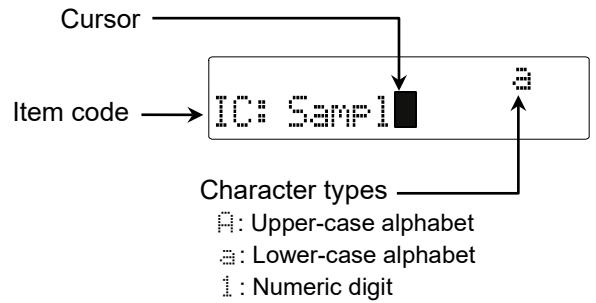 Cursor
a
Item code
IC: Sampl
Character types
A: Upper-case alphabet
a: Lower-case alphabet
1: Numeric digit